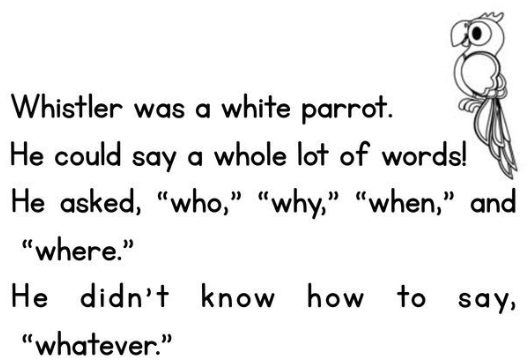 Whistler was a white parrot.
He could say a whole lot of words!
He asked, “who,” “why,” “when,” and
“where.”
He didn't know how to say,
“whatever.”